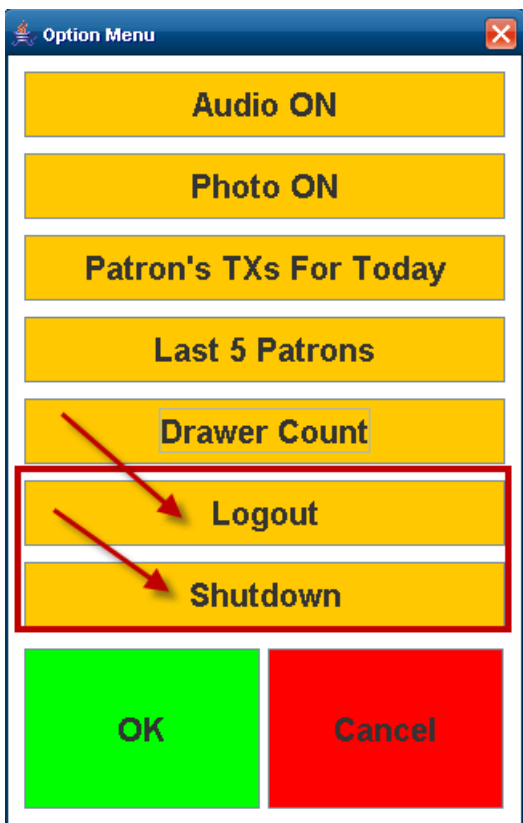 Option Menu
Audio ON
Photo ON
Patron's TXs For Today
Last 5 Patrons
Drawer Count
Logout
Shutdown
OK
Cancel